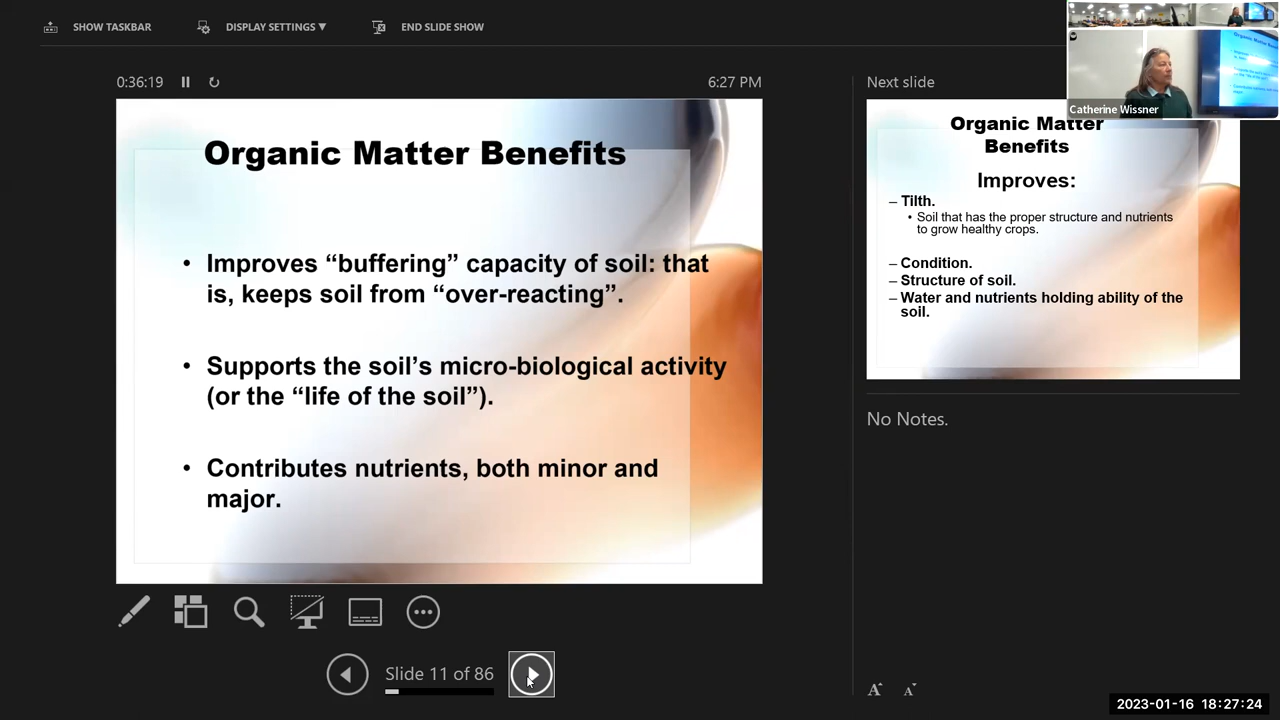 SHOW TASKBAR
DISPLAY SETTINGS ▼
END SLIDE SHOW
0:36:19
6:27 PM
Organic Matter Benefits
• Improves “buffering” capacity of soil: that
is, keeps soil from “over-reacting”.
• Supports the soil’s micro-biological activity
(or the “life of the soil”).
• Contributes nutrients, both minor and
major.
Slide 11 of 86
Next slide
Catherine Wissner
Organic Matter
Benefits
Improves:
– Tilth.
• Soil that has the proper structure and nutrients
to grow healthy crops.
– Condition.
– Structure of soil.
– Water and nutrients holding ability of the
soil.
No Notes.
A A
2023-01-16 18:27:24